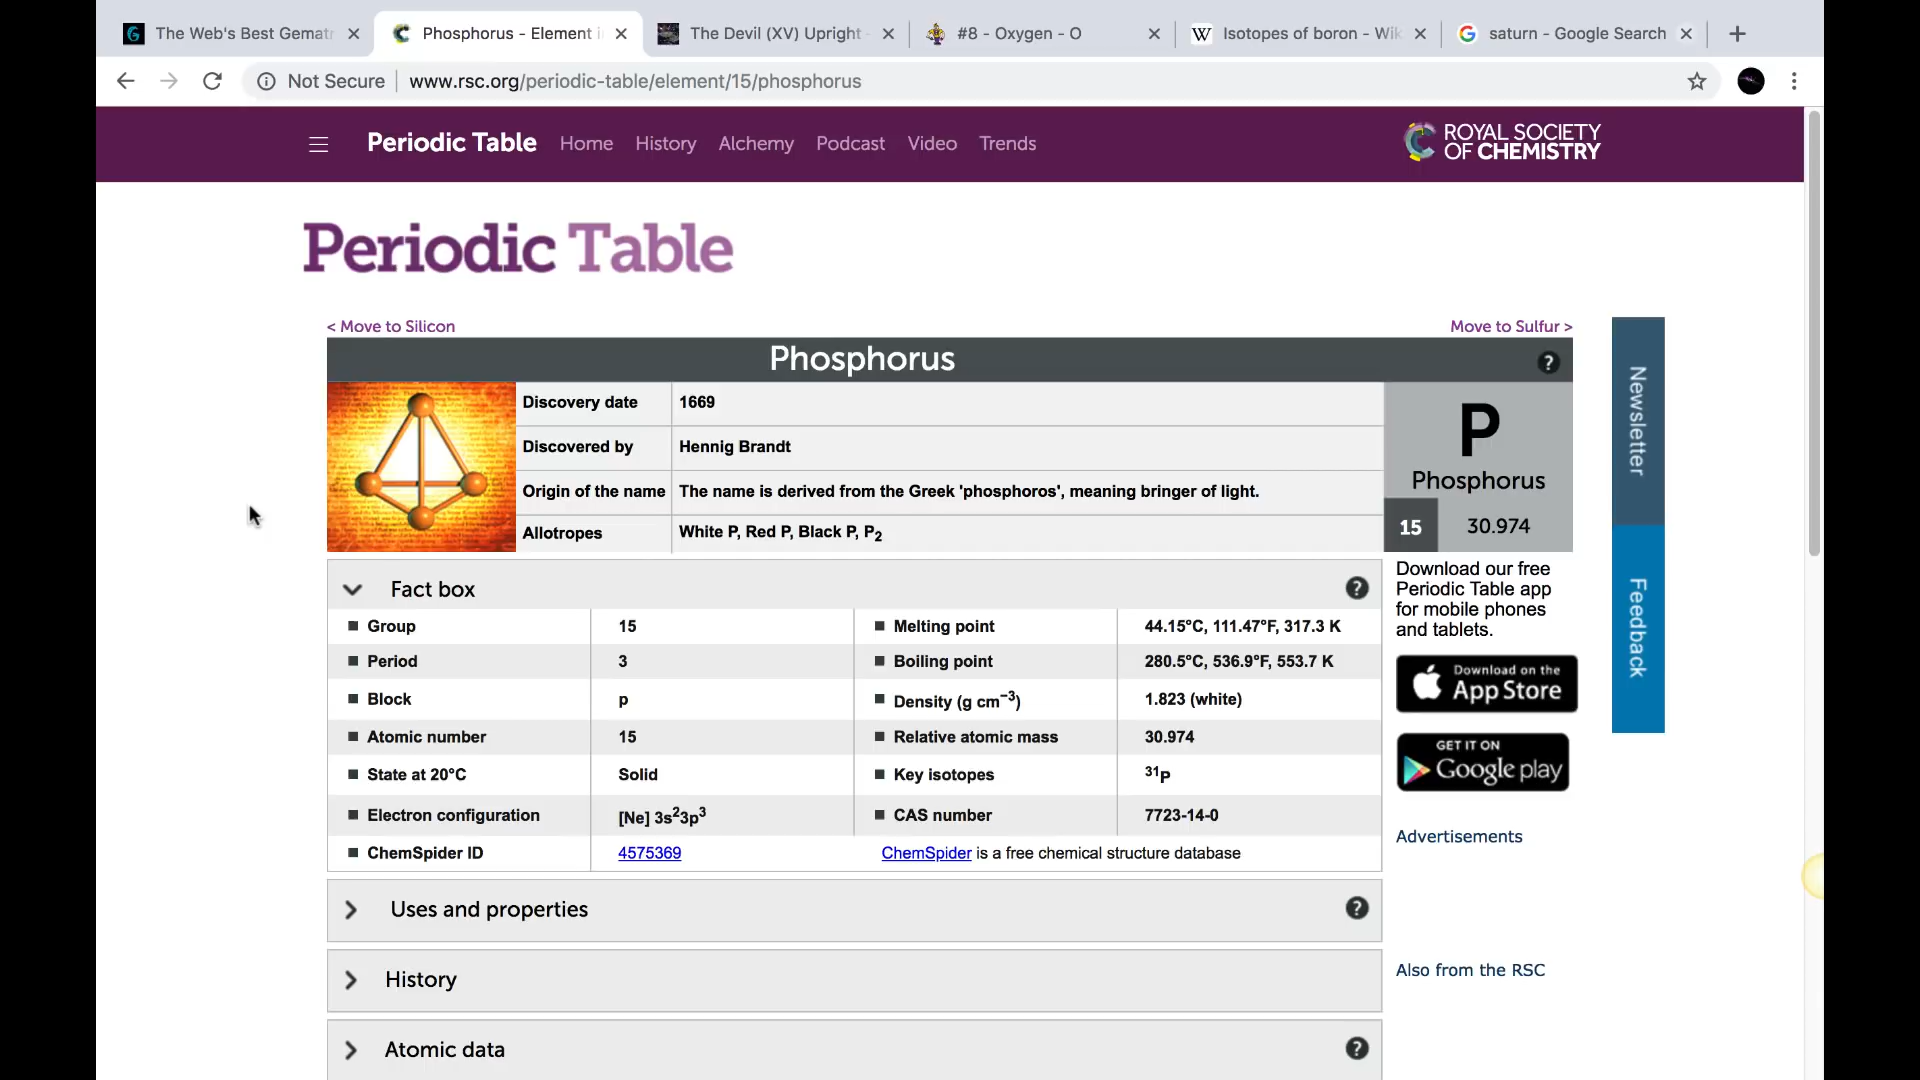 The Web's Best Gematr
Phosphorus - Element i
The Devil (XV) Upright -
#8 - Oxygen - O
Isotopes of boron - Wik
saturn - Google Search
Not Secure
www.rsc.org/periodic-table/element/15/phosphorus
Periodic Table
Home
History
Alchemy
Podcast
Video
Trends
ROYAL SOCIETY
OF CHEMISTRY
Periodic Table
< Move to Silicon
Move to Sulfur >
Phosphorus
?
Discovery date 1669
Discovered by Hennig Brandt
Origin of the name The name is derived from the Greek 'phosphoros', meaning bringer of light.
Allotropes White P, Red P, Black P, P2
P
Phosphorus
15 30.974
Newsletter
Feedback
Fact box ?
Group 15 Melting point 44.15°C, 111.47°F, 317.3 K
Period 3 Boiling point 280.5°C, 536.9°F, 553.7 K
Block p Density (g cm−3) 1.823 (white)
Atomic number 15 Relative atomic mass 30.974
State at 20°C Solid Key isotopes 31P
Electron configuration [Ne] 3s23p3 CAS number 7723-14-0
ChemSpider ID 4575369 ChemSpider is a free chemical structure database
Download our free
Periodic Table app
for mobile phones
and tablets.
Download on the
App Store
GET IT ON
Google play
Advertisements
Uses and properties ?
History
Also from the RSC
Atomic data ?